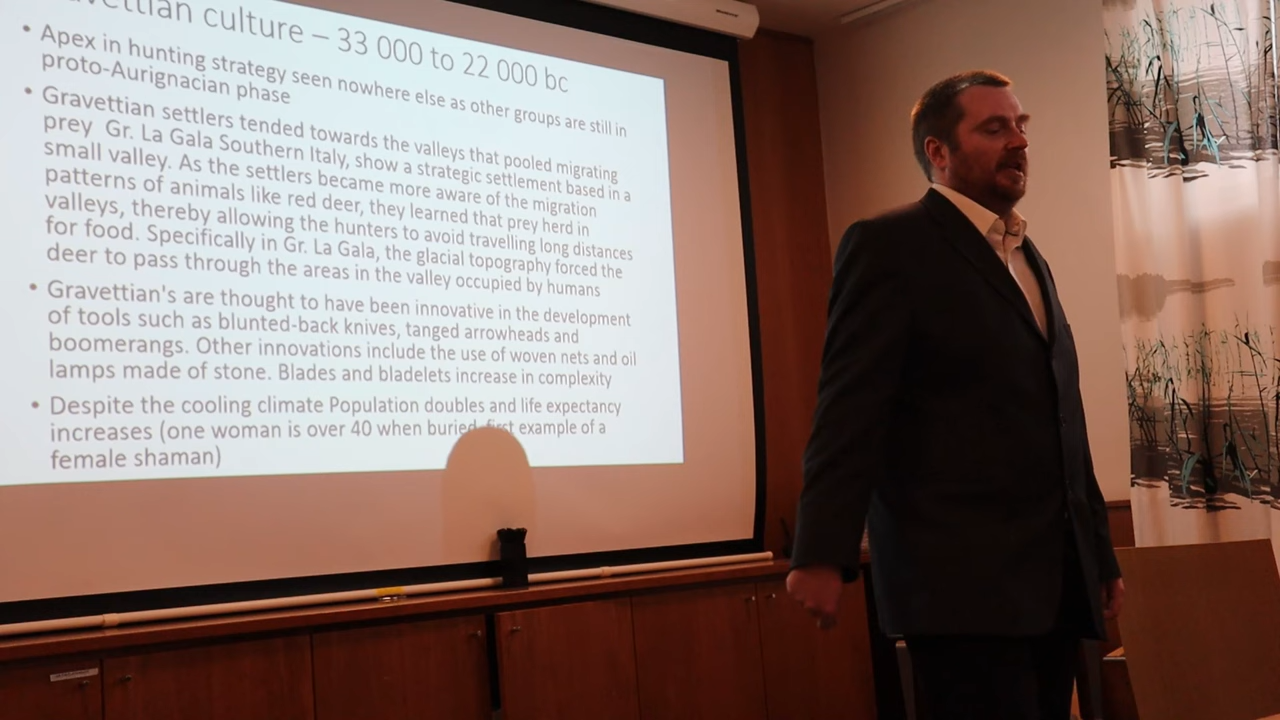 vettian culture – 33 000 to 22 000 bc
• Apex in hunting strategy seen nowhere else as other groups are still in
proto-Aurignacian phase
• Gravettian settlers tended towards the valleys that pooled migrating
prey Gr. La Gala Southern Italy, show a strategic settlement based in a
small valley. As the settlers became more aware of the migration
patterns of animals like red deer, they learned that prey herd in
valleys, thereby allowing the hunters to avoid travelling long distances
for food. Specifically in Gr. La Gala, the glacial topography forced the
deer to pass through the areas in the valley occupied by humans
• Gravettian's are thought to have been innovative in the development
of tools such as blunted-back knives, tanged arrowheads and
boomerangs. Other innovations include the use of woven nets and oil
lamps made of stone. Blades and bladelets increase in complexity
• Despite the cooling climate Population doubles and life expectancy
increases (one woman is over 40 when buried first example of a
female shaman)